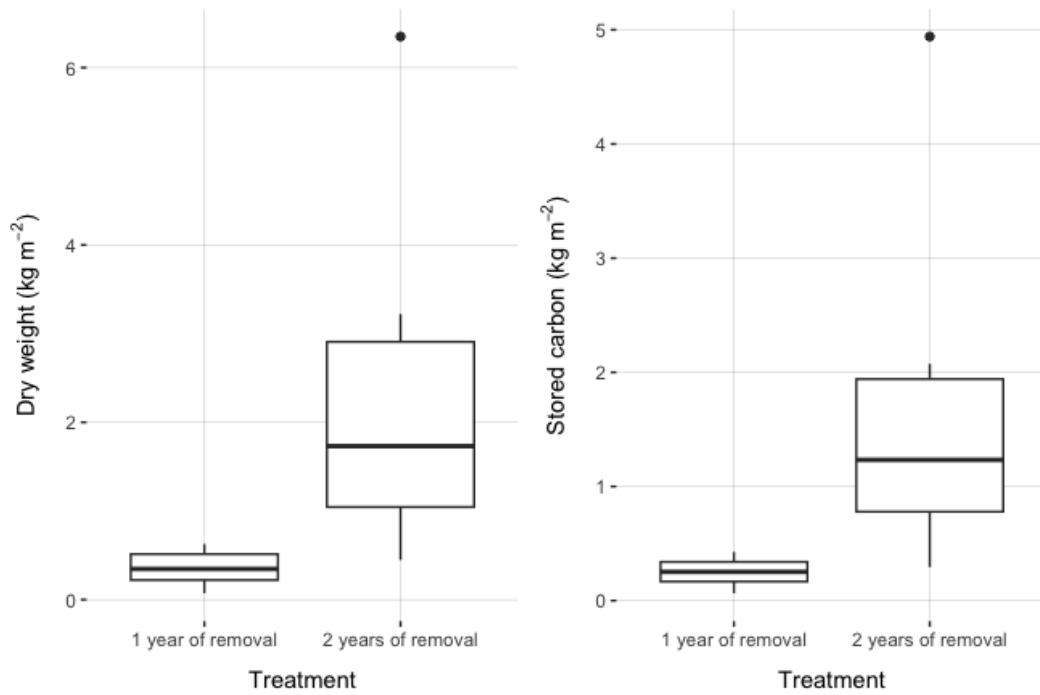 Dry weight (kg m⁻²)
6
4
2
0
1 year of removal 2 years of removal
Treatment
Stored carbon (kg m⁻²)
5
4
3
2
1
0
1 year of removal 2 years of removal
Treatment